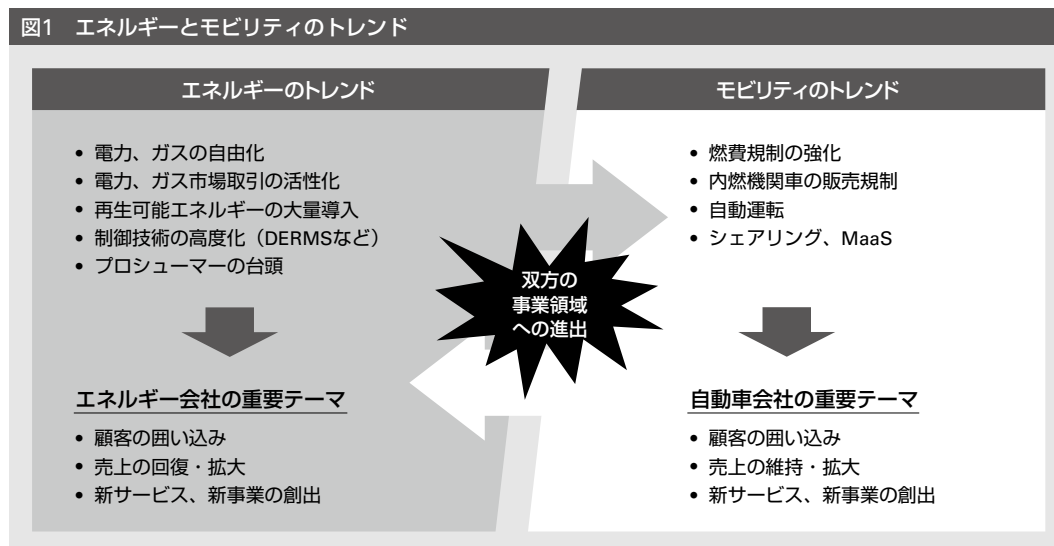 図1　エネルギーとモビリティのトレンド
エネルギーのトレンド
• 電力、ガスの自由化
• 電力、ガス市場取引の活性化
• 再生可能エネルギーの大量導入
• 制御技術の高度化（DERMSなど）
• プロシューマーの台頭
エネルギー会社の重要テーマ
• 顧客の囲い込み
• 売上の回復・拡大
• 新サービス、新事業の創出
双方の
事業領域
への進出
モビリティのトレンド
• 燃費規制の強化
• 内燃機関車の販売規制
• 自動運転
• シェアリング、MaaS
自動車会社の重要テーマ
• 顧客の囲い込み
• 売上の維持・拡大
• 新サービス、新事業の創出